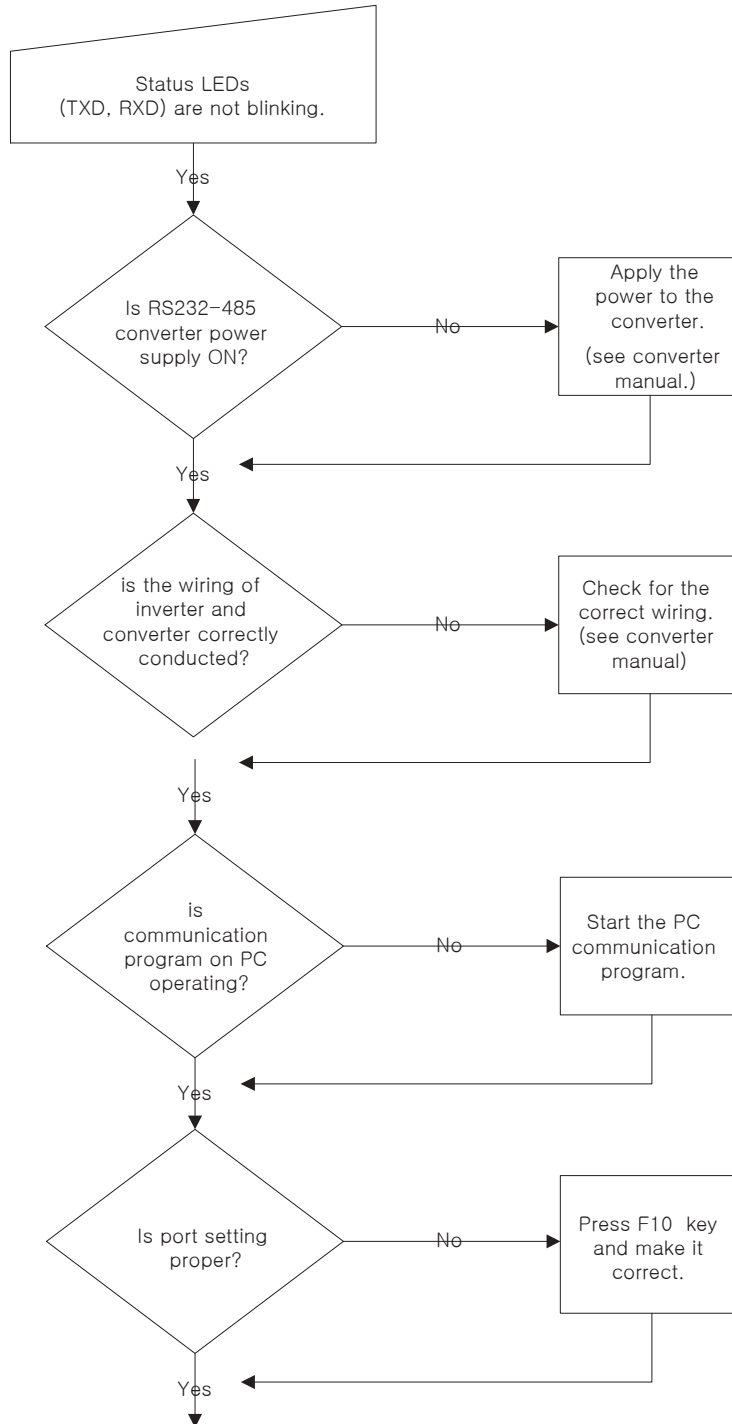 Status LEDs
(TXD, RXD) are not blinking.
Yes
Is RS232-485
converter power
supply ON?
No
Apply the
power to the
converter.
(see converter
manual.)
Yes
is the wiring of
inverter and
converter correctly
conducted?
No
Check for the
correct wiring.
(see converter
manual)
Yes
is
communication
program on PC
operating?
No
Start the PC
communication
program.
Yes
Is port setting
proper?
No
Press F10 key
and make it
correct.
Yes